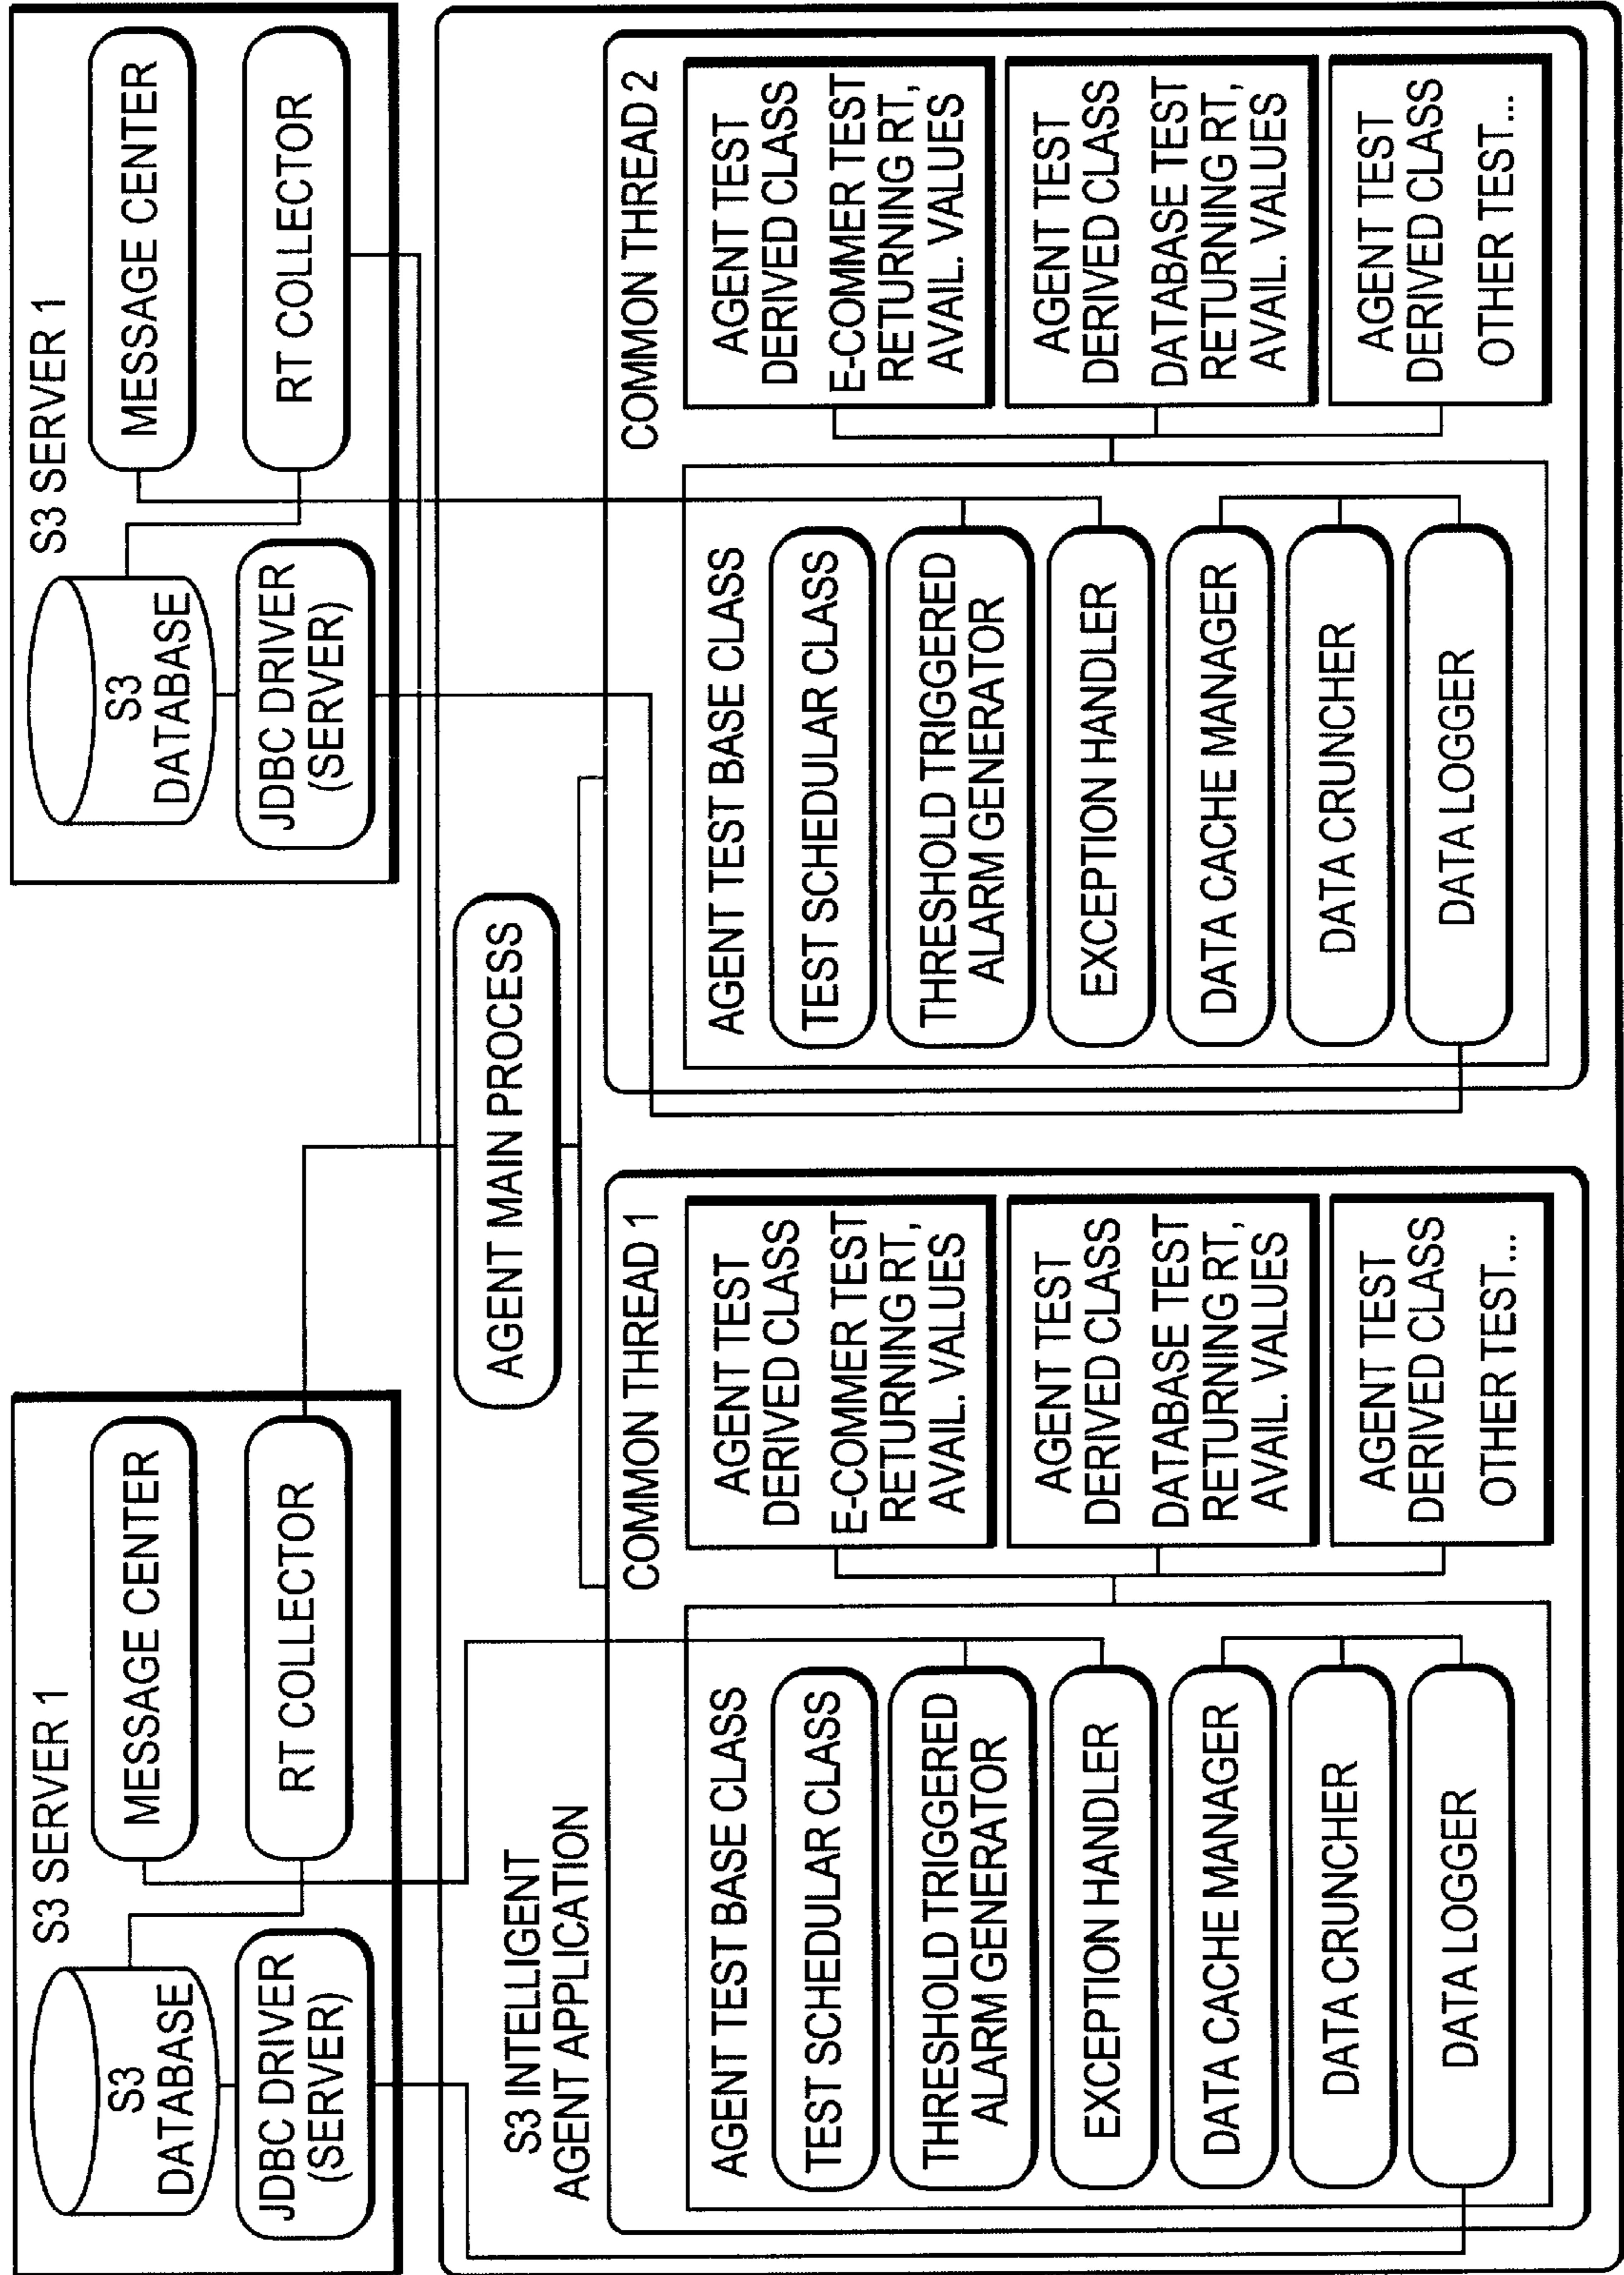 S3 SERVER 1
S3
DATABASE
JDBC DRIVER
(SERVER)
MESSAGE CENTER
RT COLLECTOR
S3 SERVER 1
S3
DATABASE
JDBC DRIVER
(SERVER)
MESSAGE CENTER
RT COLLECTOR
S3 INTELLIGENT
AGENT APPLICATION
AGENT MAIN PROCESS
COMMON THREAD 1
AGENT TEST BASE CLASS
TEST SCHEDULAR CLASS
THRESHOLD TRIGGERED
ALARM GENERATOR
EXCEPTION HANDLER
DATA CACHE MANAGER
DATA CRUNCHER
DATA LOGGER
AGENT TEST
DERIVED CLASS
E-COMMER TEST
RETURNING RT,
AVAIL. VALUES
AGENT TEST
DERIVED CLASS
DATABASE TEST
RETURNING RT,
AVAIL. VALUES
AGENT TEST
DERIVED CLASS
OTHER TEST...
COMMON THREAD 2
AGENT TEST BASE CLASS
TEST SCHEDULAR CLASS
THRESHOLD TRIGGERED
ALARM GENERATOR
EXCEPTION HANDLER
DATA CACHE MANAGER
DATA CRUNCHER
DATA LOGGER
AGENT TEST
DERIVED CLASS
E-COMMER TEST
RETURNING RT,
AVAIL. VALUES
AGENT TEST
DERIVED CLASS
DATABASE TEST
RETURNING RT,
AVAIL. VALUES
AGENT TEST
DERIVED CLASS
OTHER TEST...